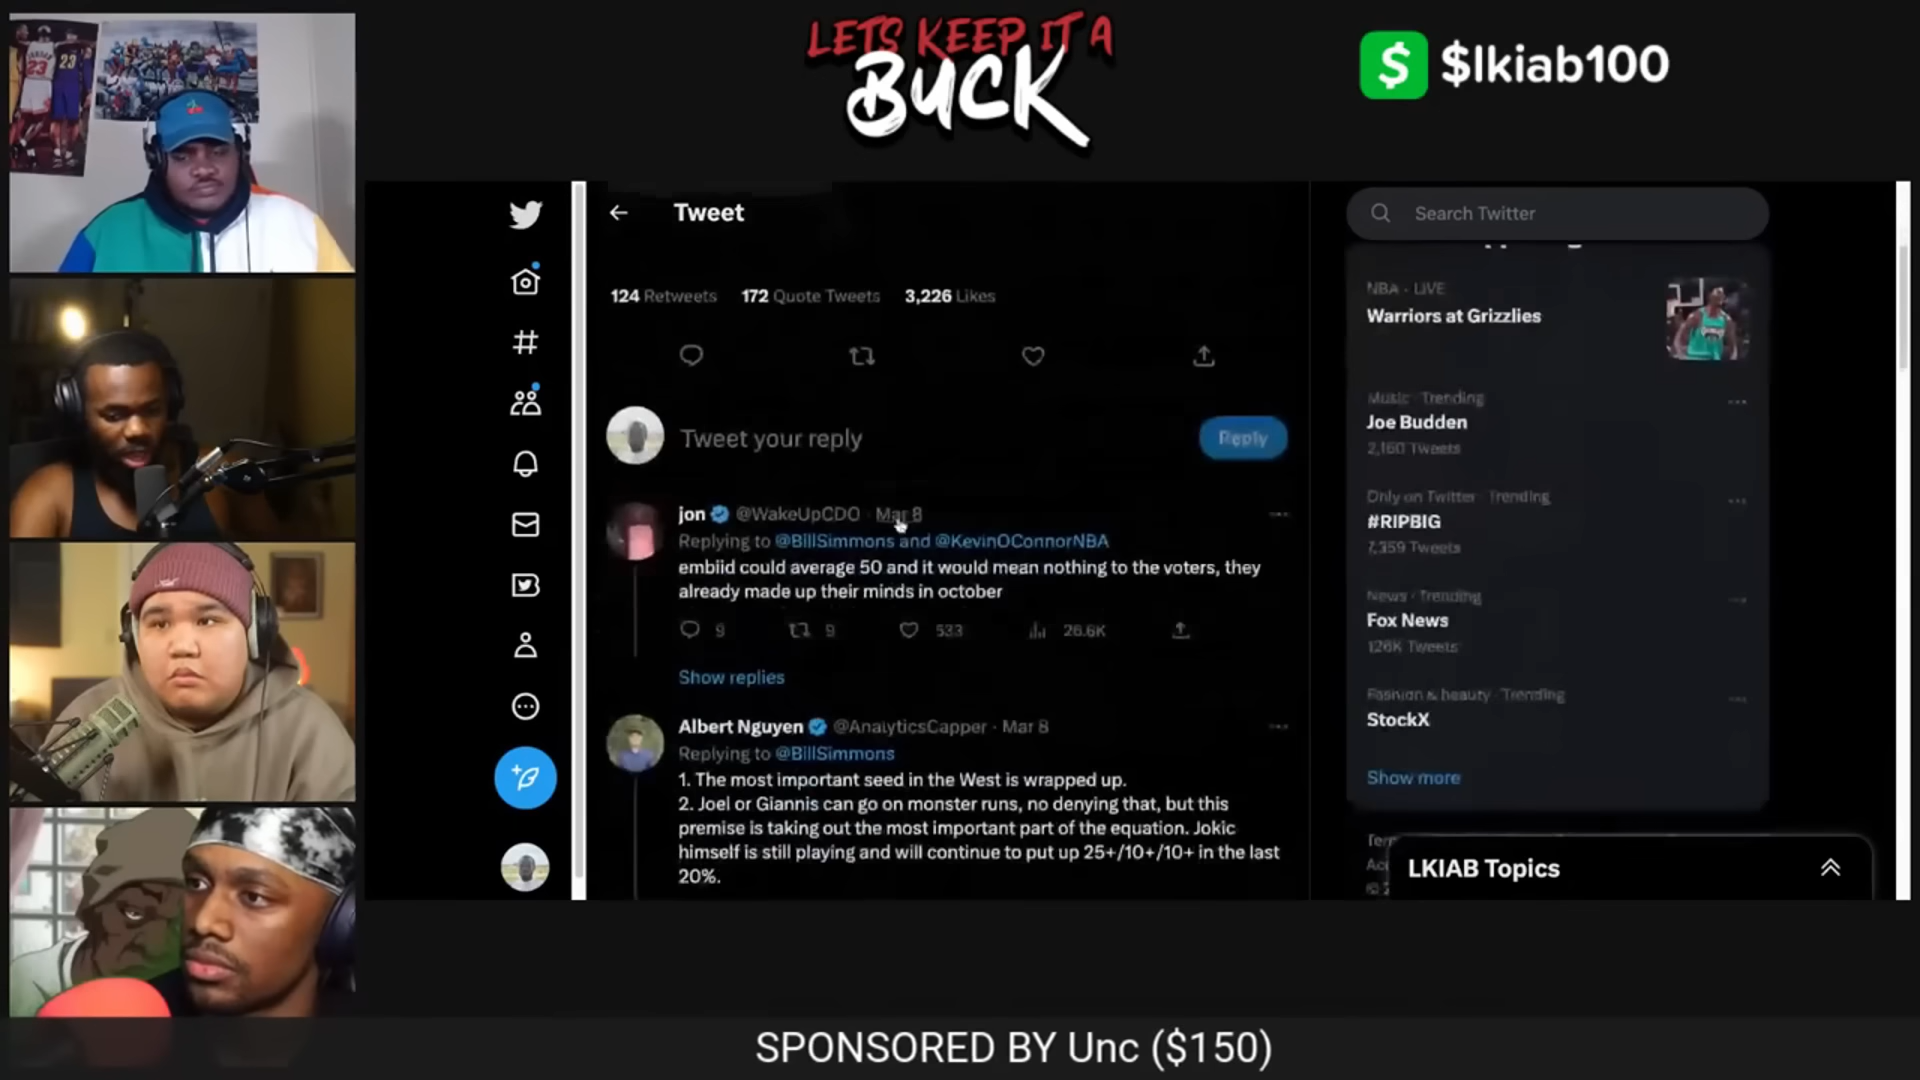 LETS KEEP IT A
BUCK
$lkiab100
23
23
Tweet
124 Retweets 172 Quote Tweets 3,226 Likes
Tweet your reply
Reply
jon @WakeUpCDO · Mar 8
Replying to @BillSimmons and @KevinOConnorNBA
embiid could average 50 and it would mean nothing to the voters, they
already made up their minds in october
9 9 533 26.6K
Show replies
Albert Nguyen @AnalyticsCapper · Mar 8
Replying to @BillSimmons
1. The most important seed in the West is wrapped up.
2. Joel or Giannis can go on monster runs, no denying that, but this
premise is taking out the most important part of the equation. Jokic
himself is still playing and will continue to put up 25+/10+/10+ in the last
20%.
Search Twitter
NBA · LIVE
Warriors at Grizzlies
Music · Trending
Joe Budden
2,160 Tweets
Only on Twitter · Trending
#RIPBIG
7,359 Tweets
News · Trending
Fox News
126K Tweets
Fashion & beauty · Trending
StockX
Show more
LKIAB Topics
SPONSORED BY Unc ($150)